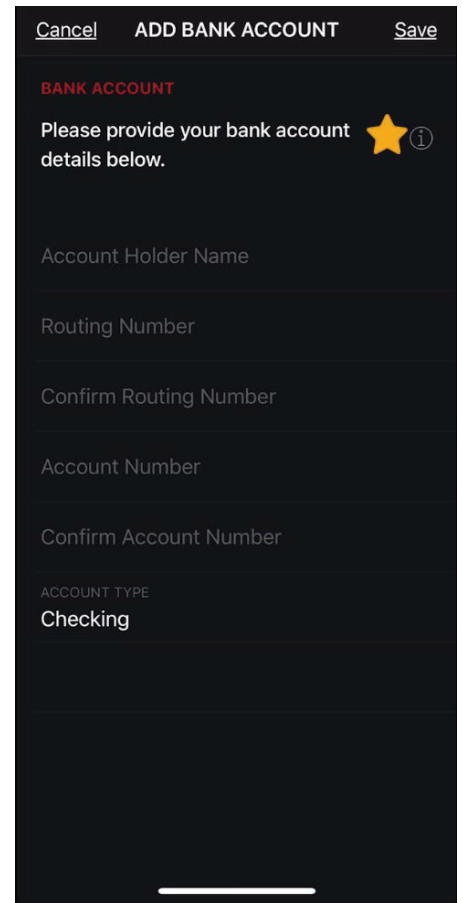 Cancel ADD BANK ACCOUNT Save
BANK ACCOUNT
Please provide your bank account
details below.
Account Holder Name
Routing Number
Confirm Routing Number
Account Number
Confirm Account Number
ACCOUNT TYPE
Checking